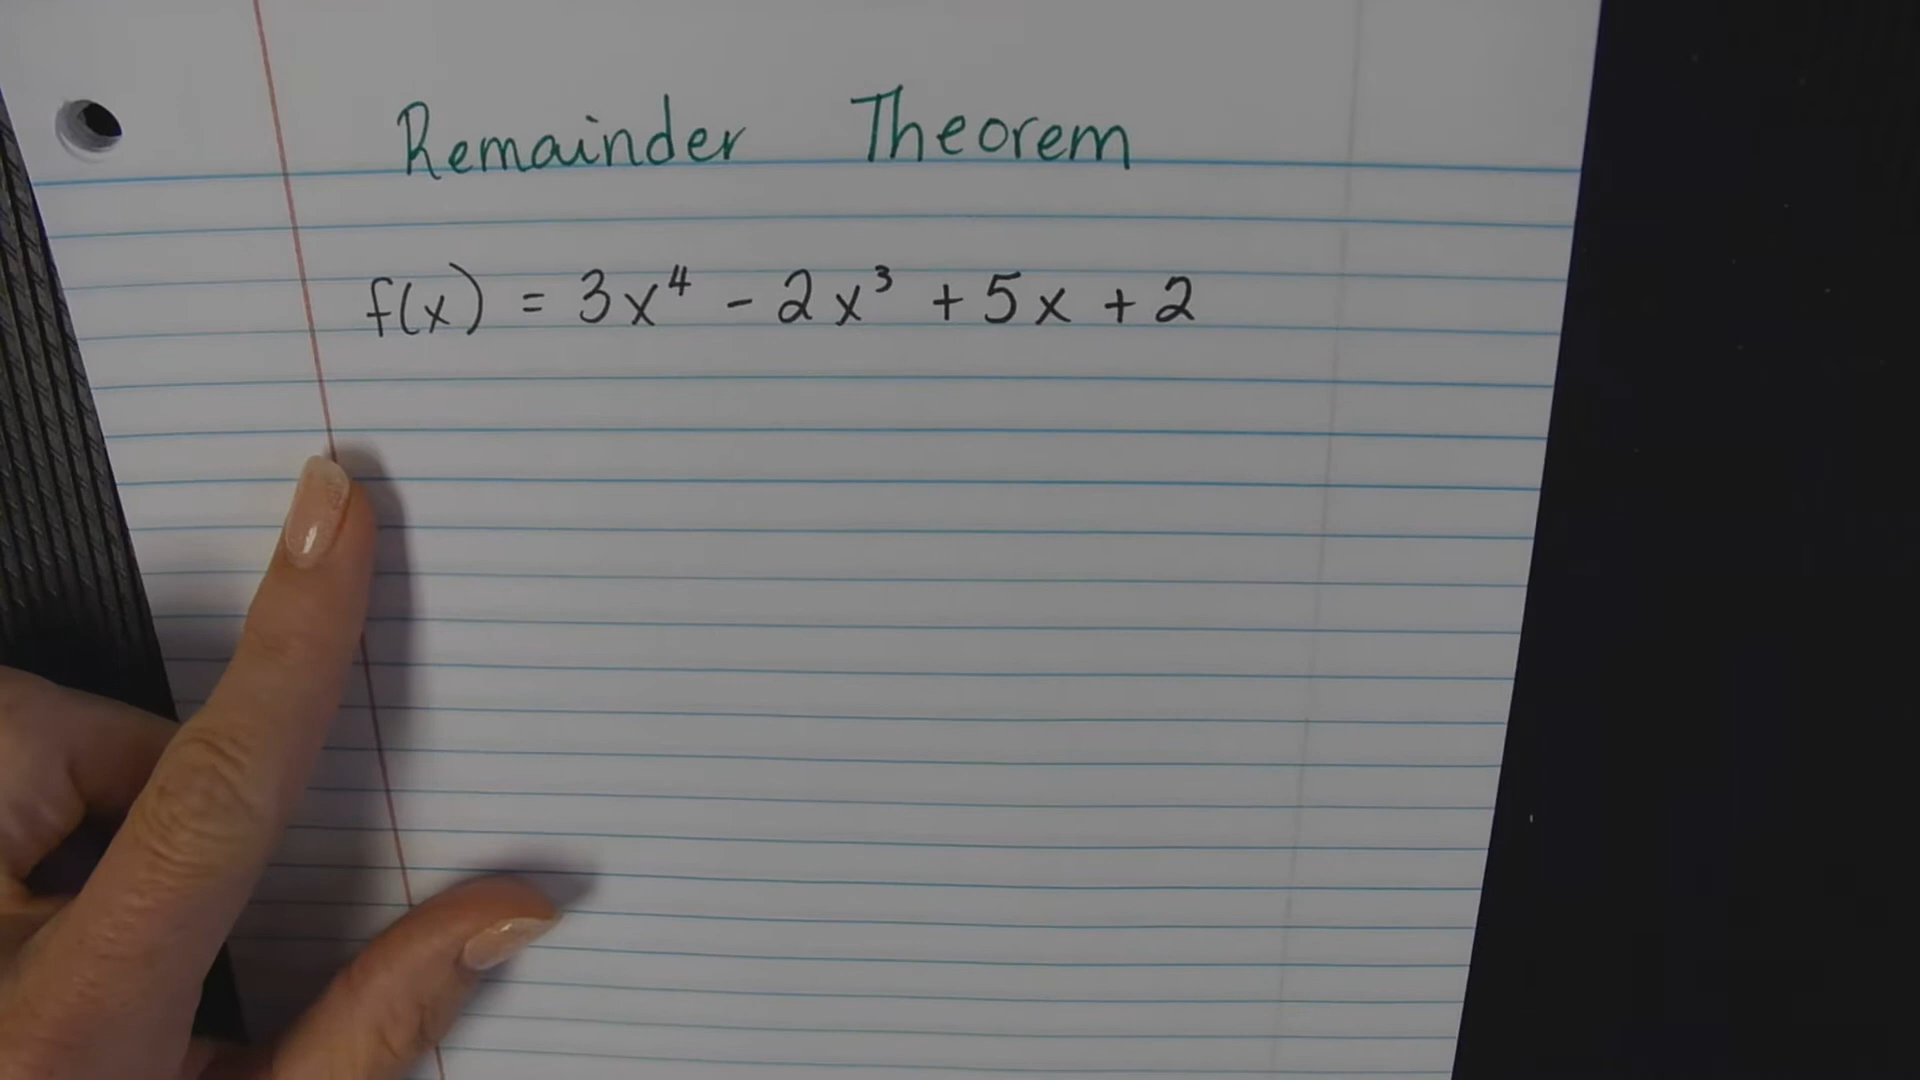 Remainder Theorem
f(x) = 3x⁴ - 2x³ + 5x + 2